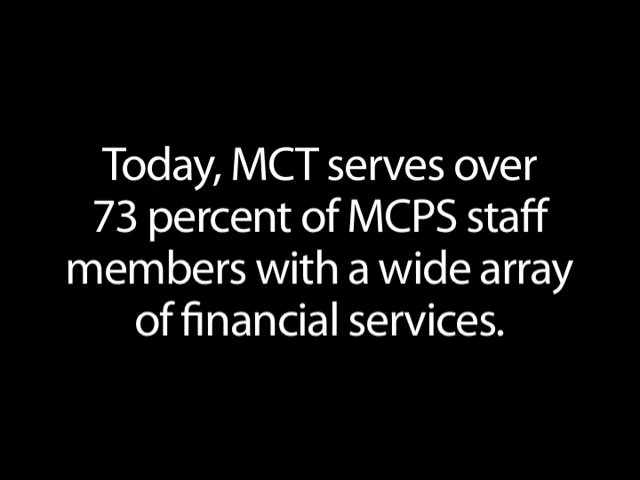 Today, MCT serves over
73 percent of MCPS staff
members with a wide array
of financial services.